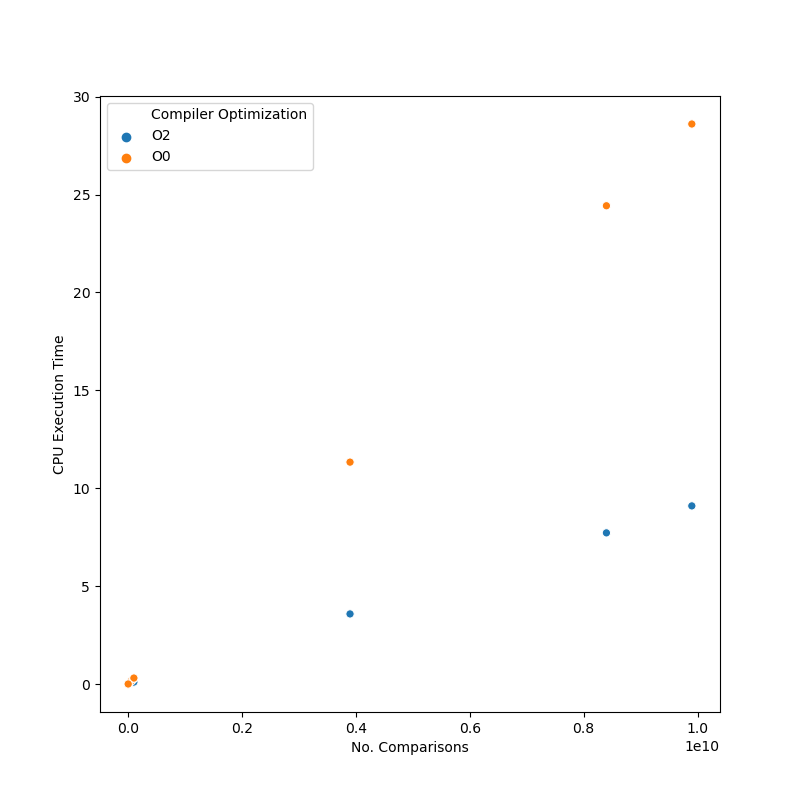 Compiler Optimization
O2
O0
30
25
20
15
10
5
0
CPU Execution Time
0.0 0.2 0.4 0.6 0.8 1.0
No. Comparisons
1e10